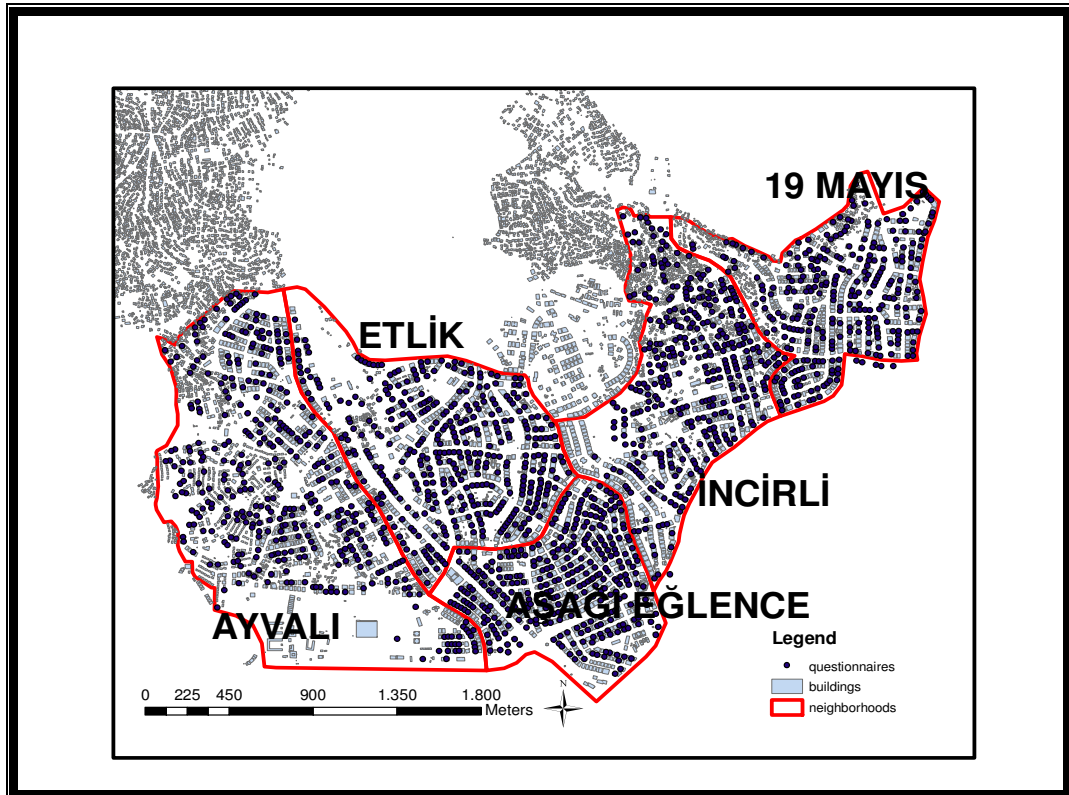 19 MAYIS
ETLİK
İNCİRLİ
AŞAĞI EĞLENCE
AYVALI
Legend
questionnaires
buildings
neighborhoods
0 225 450 900 1.350 1.800
Meters
N